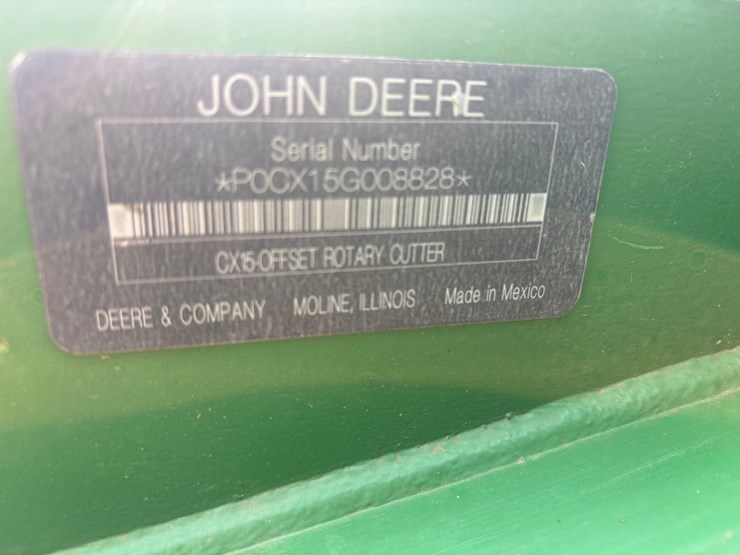 JOHN DEERE
Serial Number
*P0CX15G008828*
CX15-OFFSET ROTARY CUTTER
DEERE & COMPANY MOLINE, ILLINOIS Made in Mexico